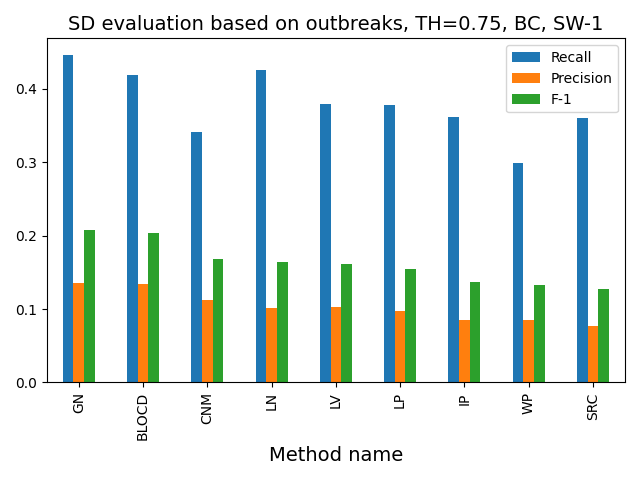 SD evaluation based on outbreaks, TH=0.75, BC, SW-1
Recall
Precision
F-1
0.4
0.3
0.2
0.1
0.0
GN
BLOCD
CNM
LN
LV
LP
IP
WP
SRC
Method name